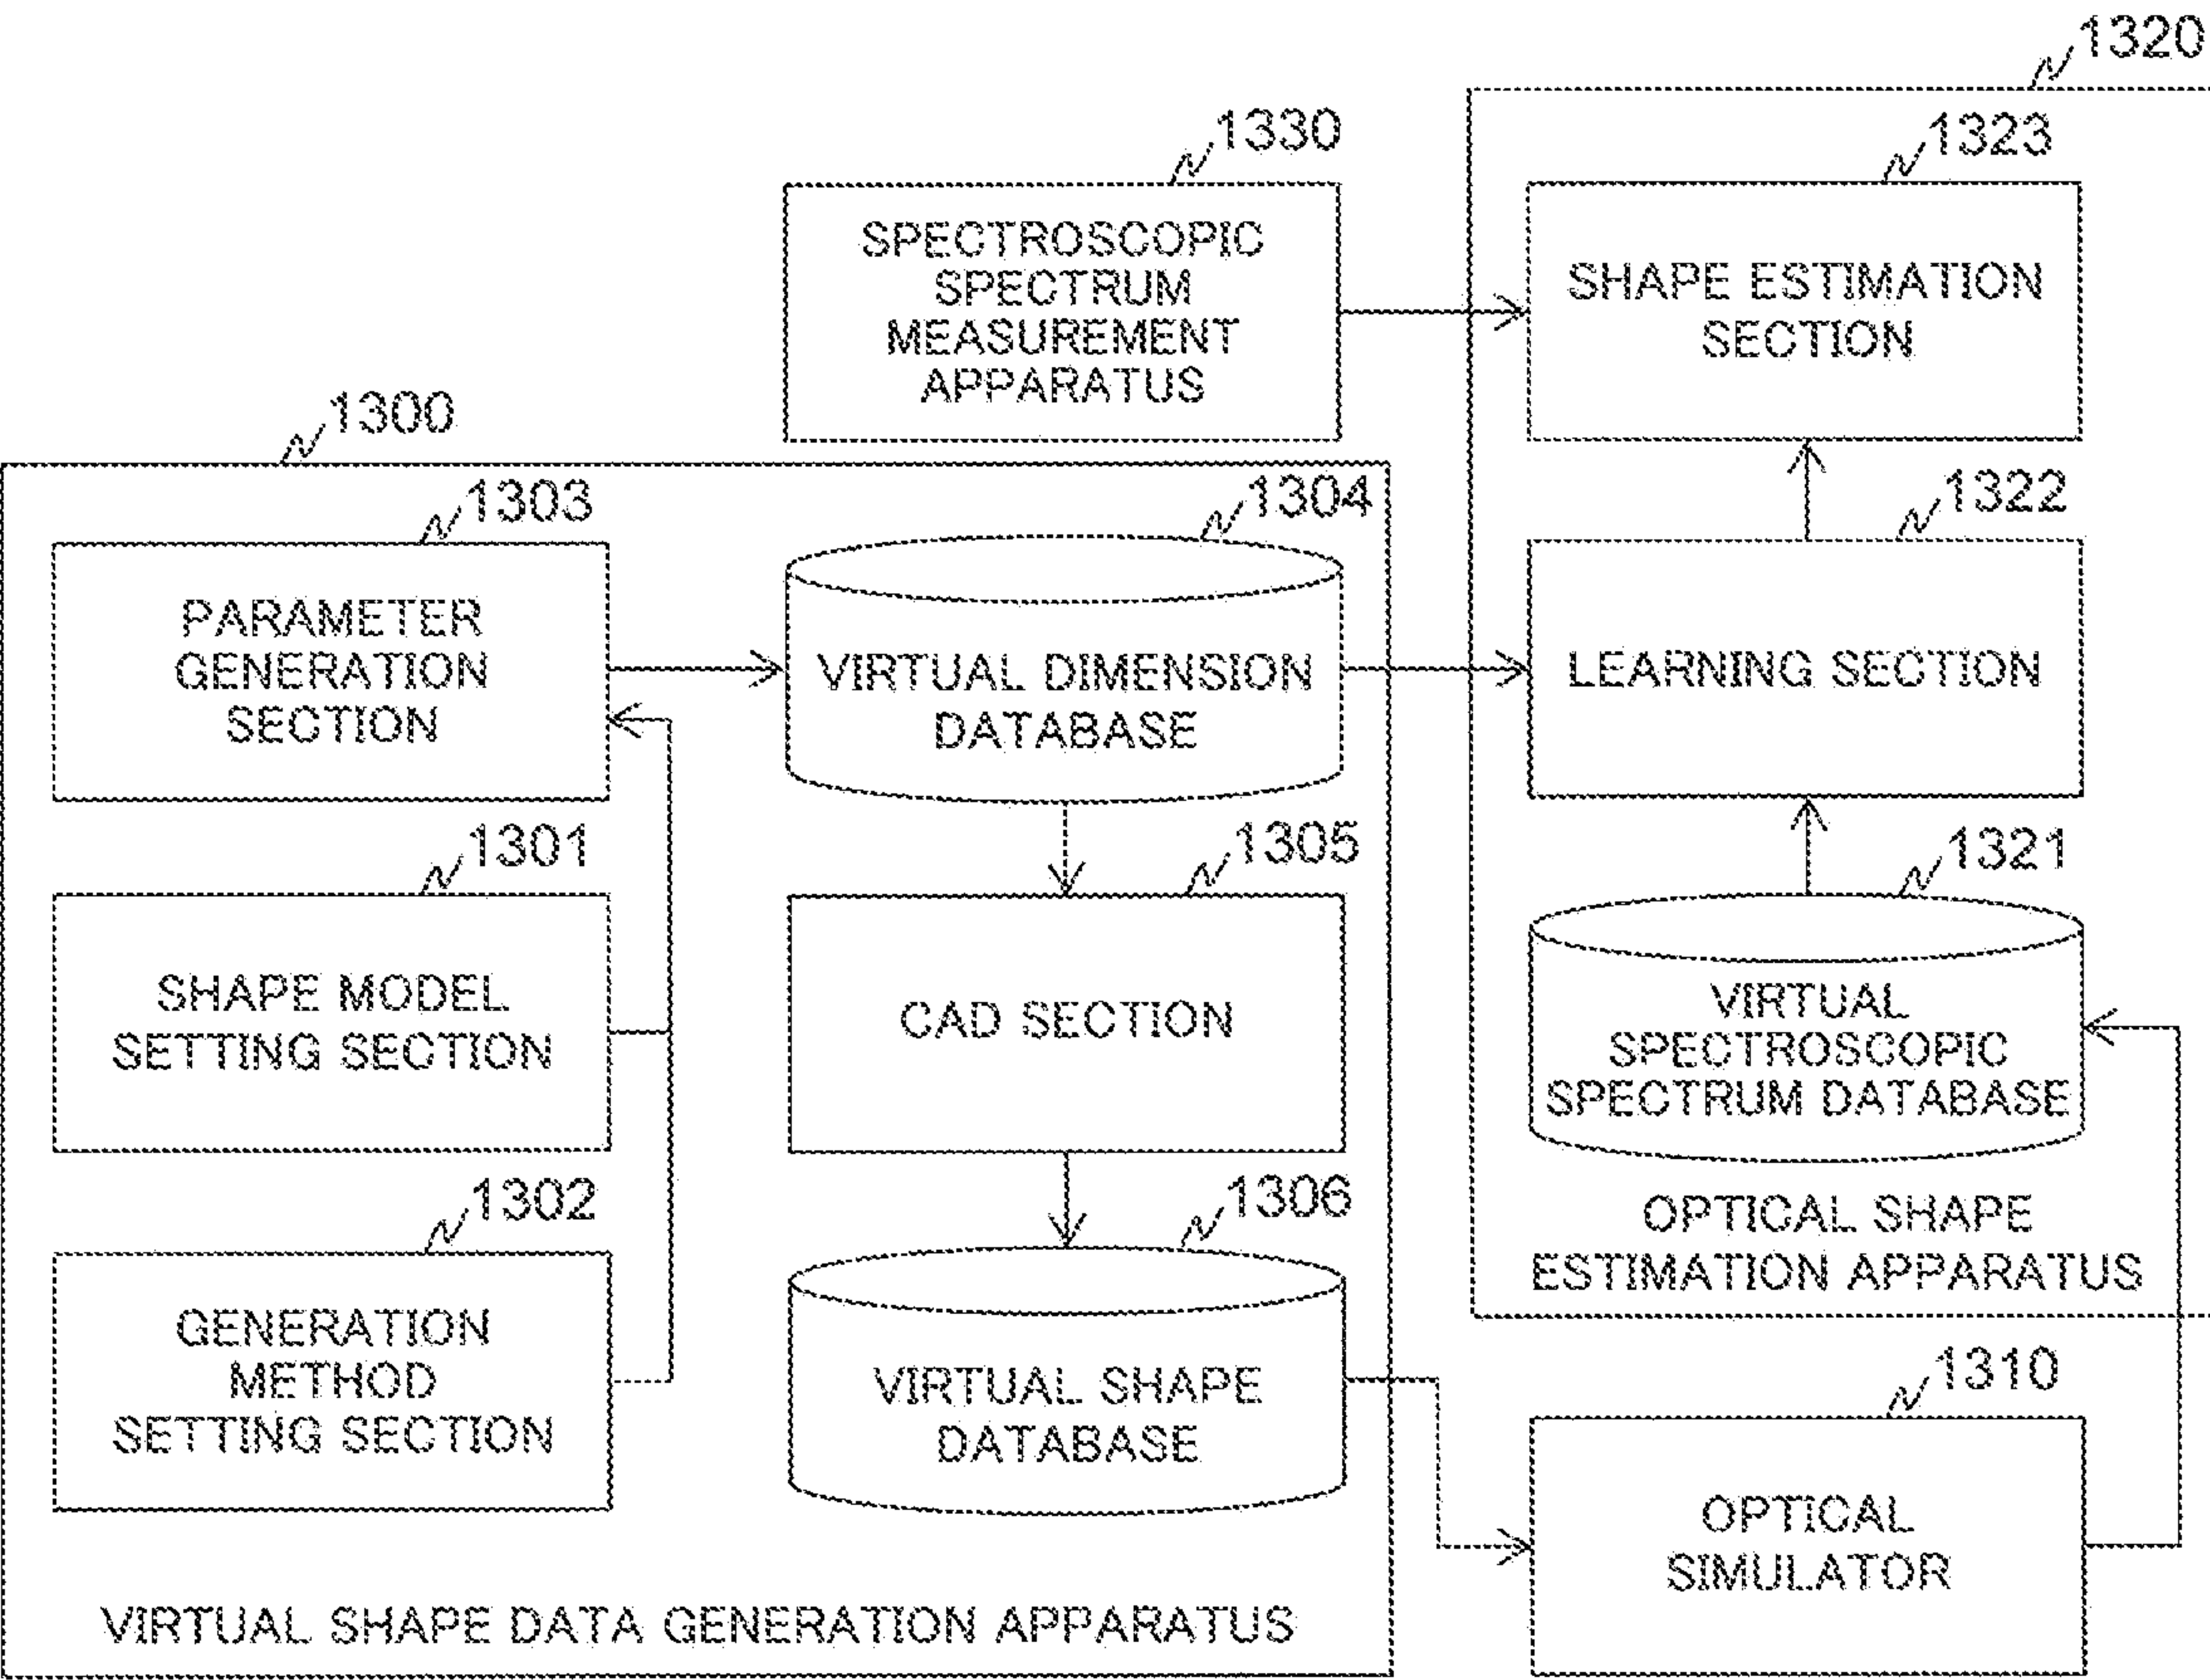 1320
1330
SPECTROSCOPIC
SPECTRUM
MEASUREMENT
APPARATUS
1323
SHAPE ESTIMATION
SECTION
1300
1303
PARAMETER
GENERATION
SECTION
1304
VIRTUAL DIMENSION
DATABASE
1322
LEARNING SECTION
1301
SHAPE MODEL
SETTING SECTION
1305
CAD SECTION
1321
VIRTUAL
SPECTROSCOPIC
SPECTRUM DATABASE
OPTICAL SHAPE
ESTIMATION APPARATUS
1302
GENERATION
METHOD
SETTING SECTION
1306
VIRTUAL SHAPE
DATABASE
1310
OPTICAL
SIMULATOR
VIRTUAL SHAPE DATA GENERATION APPARATUS